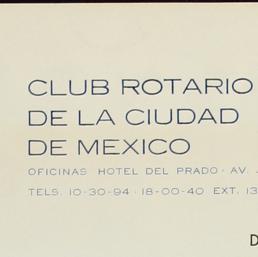 CLUB ROTARIO
DE LA CIUDAD
DE MEXICO
OFICINAS HOTEL DEL PRADO · AV.
TELS. 10-30-94 · 18-00-40 EXT. 13
D